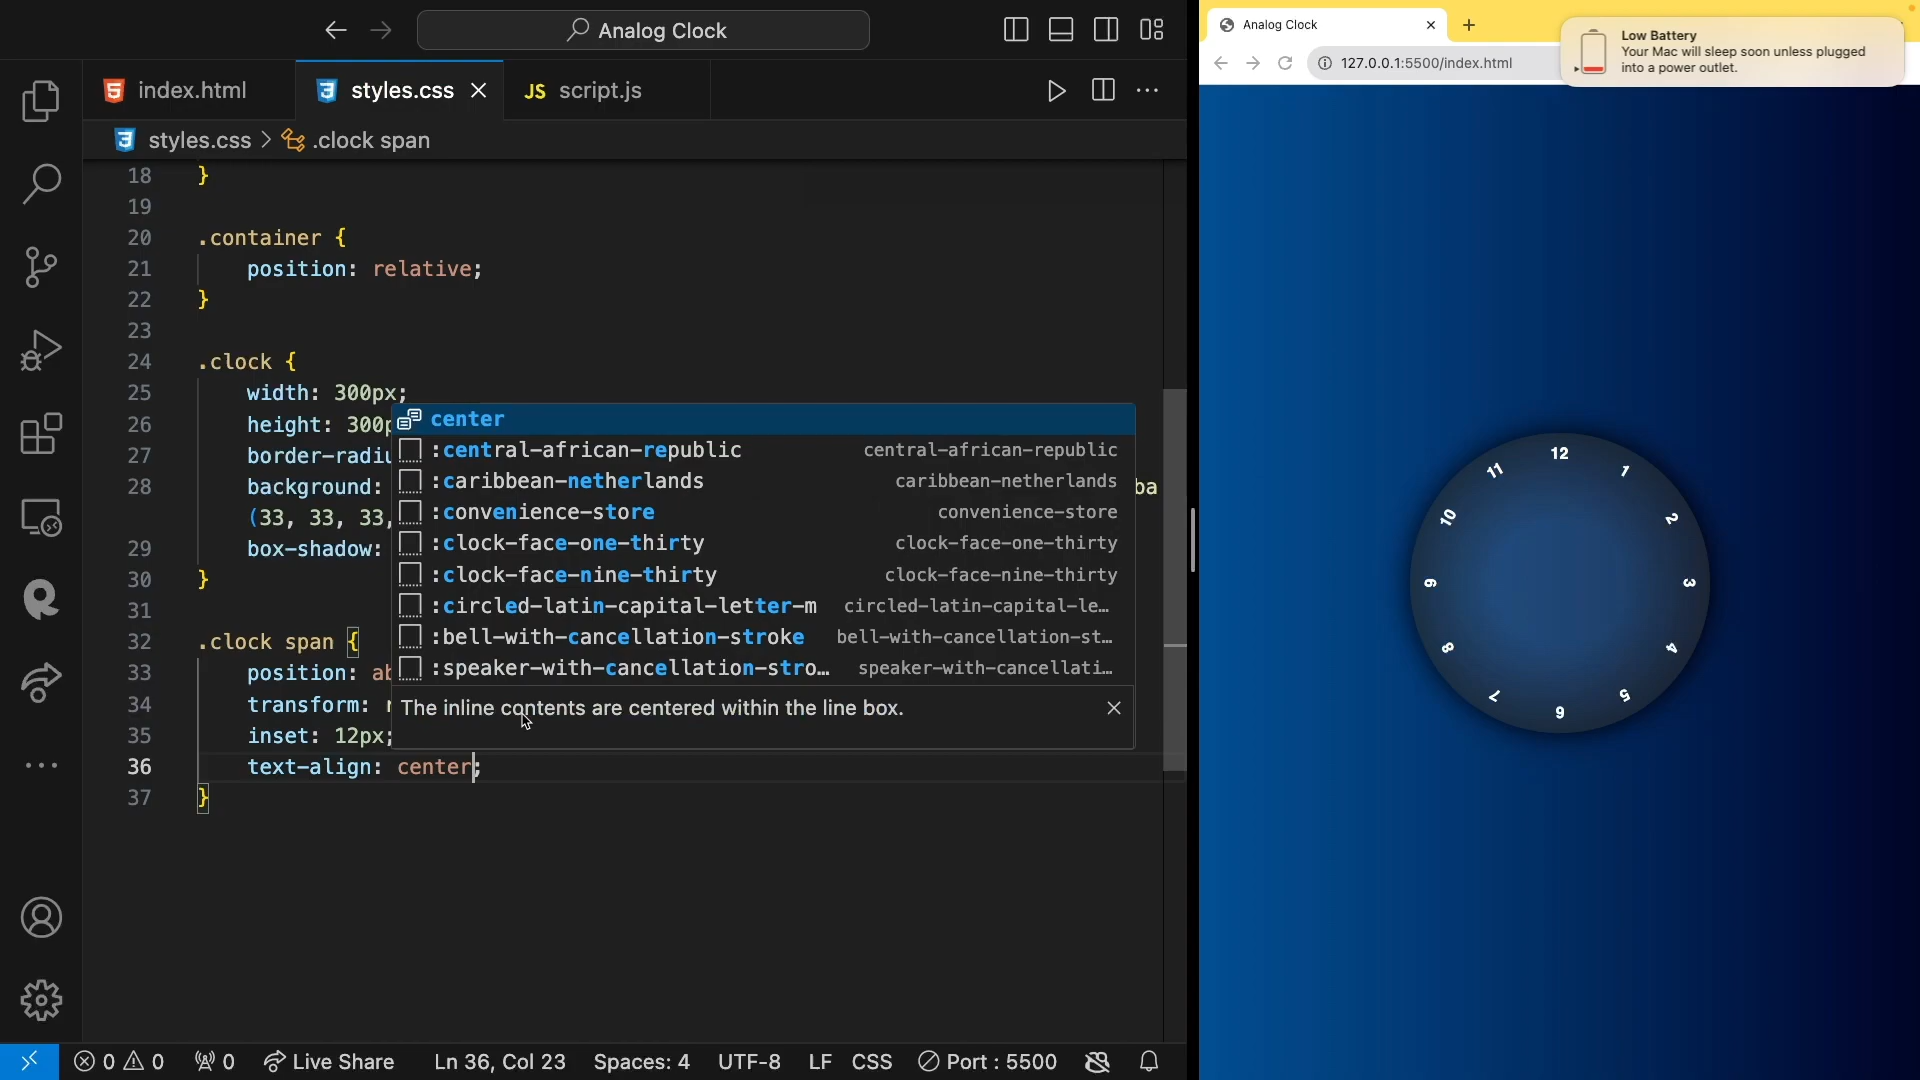 Analog Clock
index.html
styles.css
JS script.js
styles.css > .clock span
18 }
19
20 .container {
21 position: relative;
22 }
23
24 .clock {
25 width: 300px;
26 height: 300p
27 border-radiu
28 background: ba
(33, 33, 33,
29 box-shadow:
30 }
31
32 .clock span {
33 position: ab
34 transform: r
35 inset: 12px;
36 text-align: center;
37 }
center
:central-african-republic central-african-republic
:caribbean-netherlands caribbean-netherlands
:convenience-store convenience-store
:clock-face-one-thirty clock-face-one-thirty
:clock-face-nine-thirty clock-face-nine-thirty
:circled-latin-capital-letter-m circled-latin-capital-le…
:bell-with-cancellation-stroke bell-with-cancellation-st…
:speaker-with-cancellation-stro… speaker-with-cancellati…
The inline contents are centered within the line box.
0 0 0 Live Share Ln 36, Col 23 Spaces: 4 UTF-8 LF CSS Port : 5500
Analog Clock
127.0.0.1:5500/index.html
Low Battery
Your Mac will sleep soon unless plugged
into a power outlet.
12
1
2
3
4
5
6
7
8
9
10
11